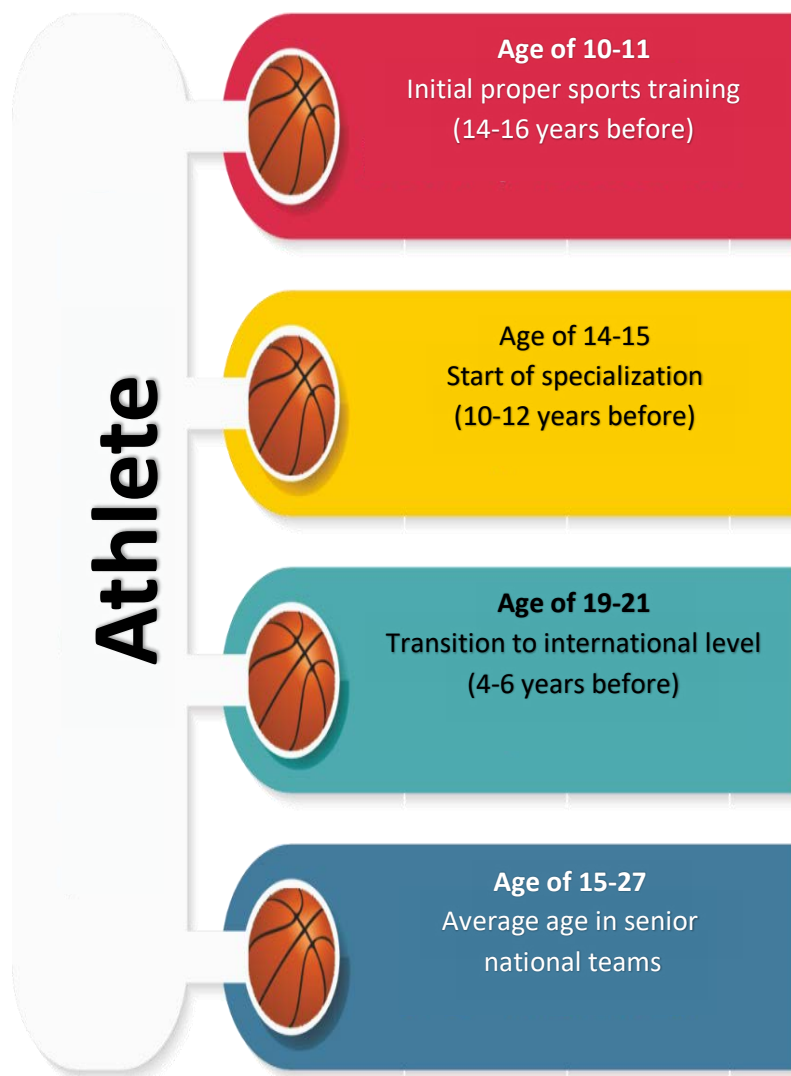 Athlete
Age of 10-11
Initial proper sports training
(14-16 years before)
Age of 14-15
Start of specialization
(10-12 years before)
Age of 19-21
Transition to international level
(4-6 years before)
Age of 15-27
Average age in senior
national teams